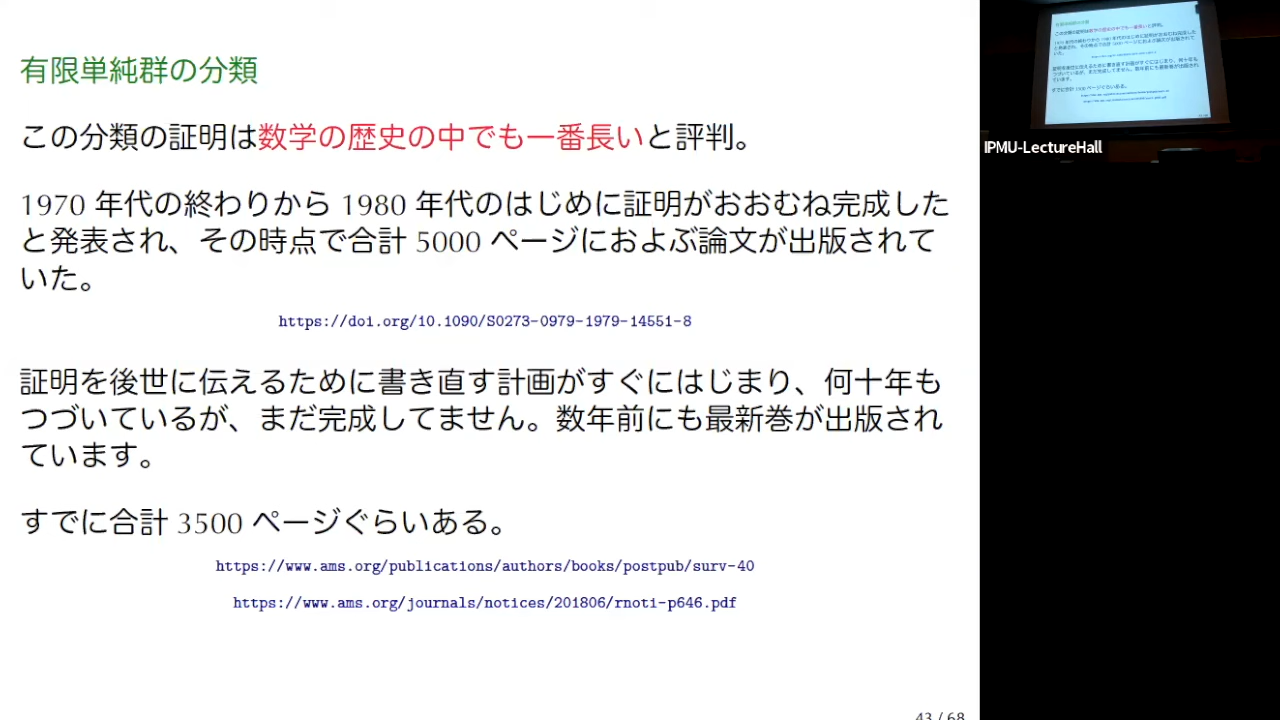 有限単純群の分類
この分類の証明は数学の歴史の中でも一番長いと評判。
1970 年代の終わりから 1980 年代のはじめに証明がおおむね完成した
と発表され、その時点で合計 5000 ページにおよぶ論文が出版されて
いた。
https://doi.org/10.1090/S0273-0979-1979-14551-8
証明を後世に伝えるために書き直す計画がすぐにはじまり、何十年も
つづいているが、まだ完成してません。数年前にも最新巻が出版され
ています。
すでに合計 3500 ページぐらいある。
https://www.ams.org/publications/authors/books/postpub/surv-40
https://www.ams.org/journals/notices/201806/rnoti-p646.pdf
43 / 68
IPMU-LectureHall